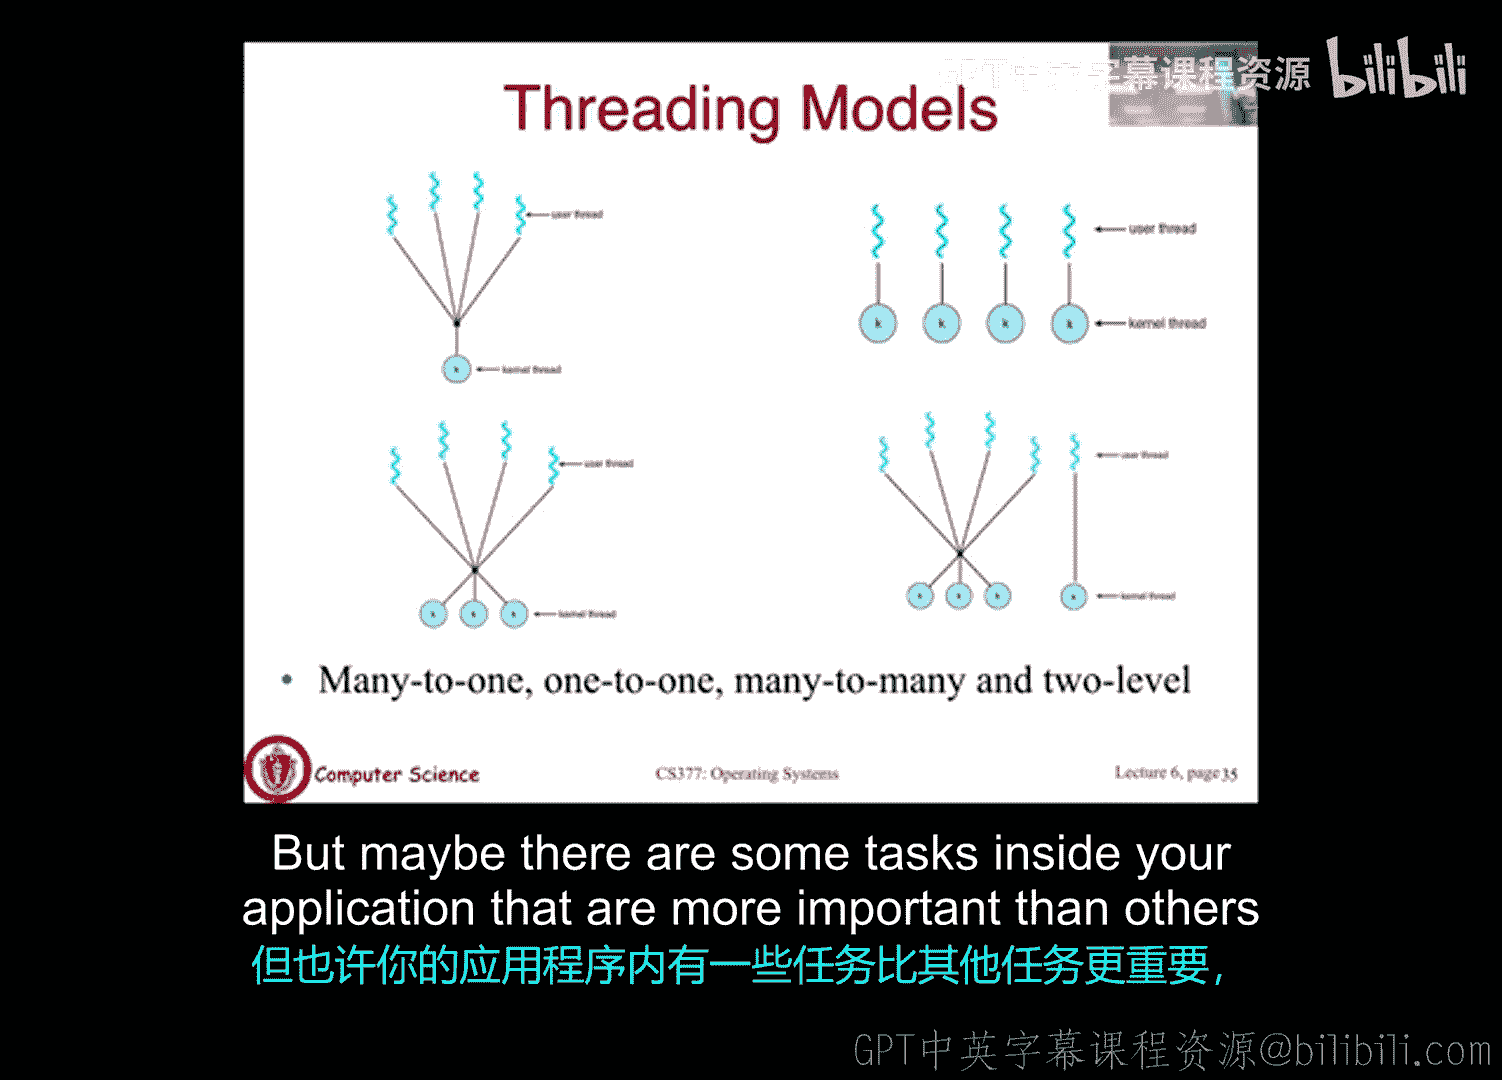 GPT中英字幕课程资源 bilibili
Threading Models
user thread
user thread
k k k k
kernel thread
k
kernel thread
user thread
user thread
k k k
kernel thread
k k k k
kernel thread
• Many-to-one, one-to-one, many-to-many and two-level
Computer Science
CS377: Operating Systems
Lecture 6, page 35
But maybe there are some tasks inside your
application that are more important than others
但也许你的应用程序内有一些任务比其他任务更重要，
GPT中英字幕课程资源@bilibili.com